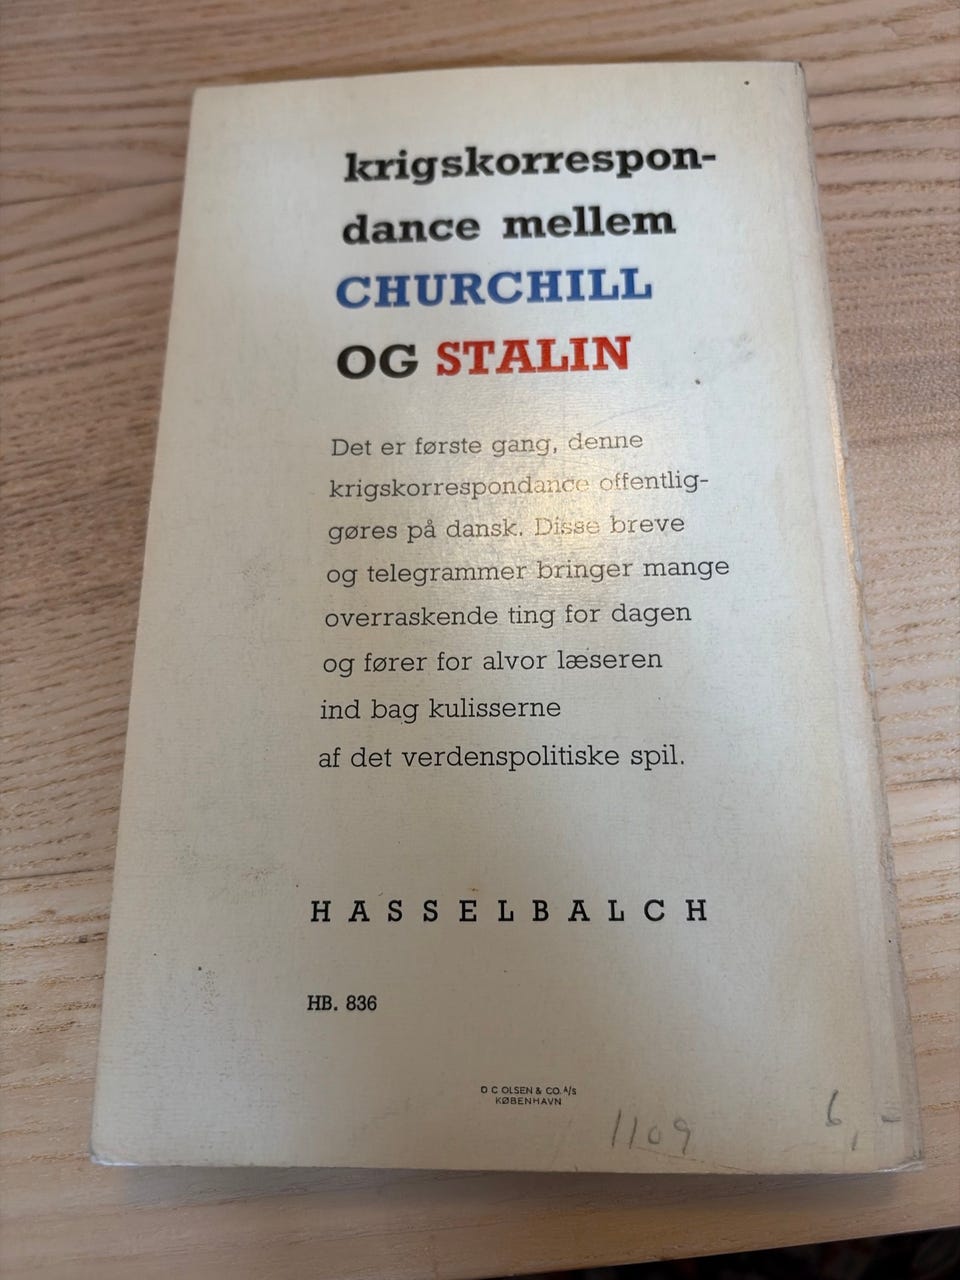 krigskorrespon-
dance mellem
CHURCHILL
OG STALIN
Det er første gang, denne
krigskorrespondance offentlig-
gøres på dansk. Disse breve
og telegrammer bringer mange
overraskende ting for dagen
og fører for alvor læseren
ind bag kulisserne
af det verdenspolitiske spil.
HASSELBALCH
HB. 836
O C OLSEN & CO. A/S
KØBENHAVN
1109
6,-